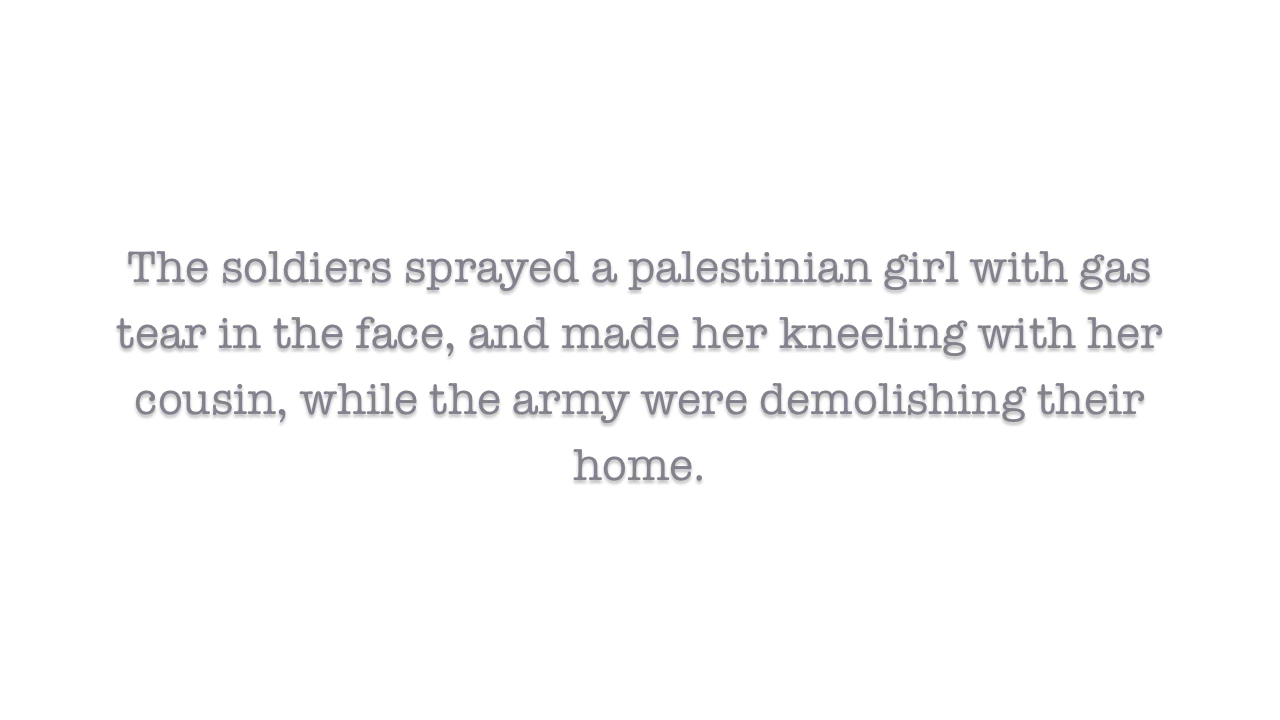 The soldiers sprayed a palestinian girl with gas
tear in the face, and made her kneeling with her
cousin, while the army were demolishing their
home.